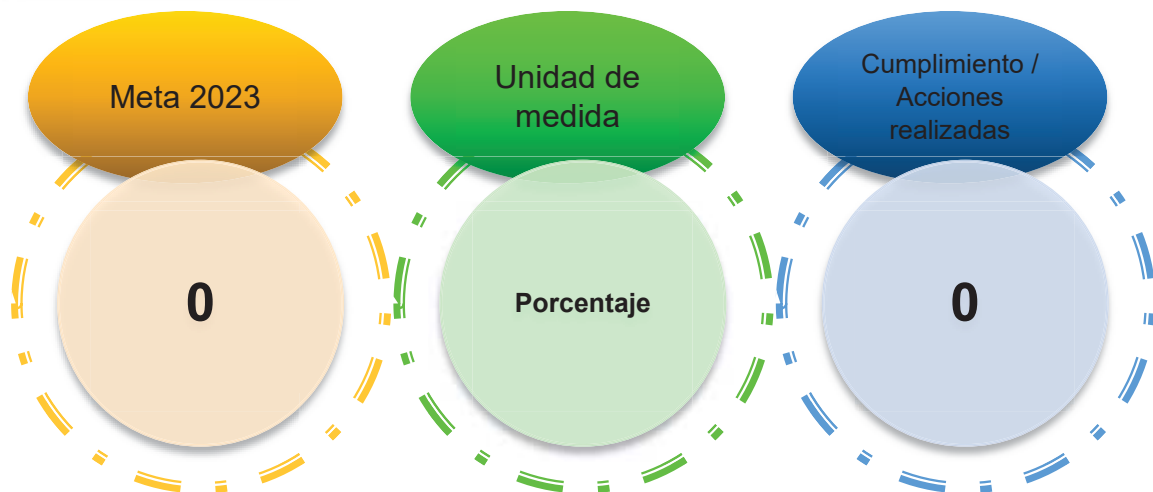 Meta 2023
0
Unidad de
medida
Porcentaje
Cumplimiento /
Acciones
realizadas
0